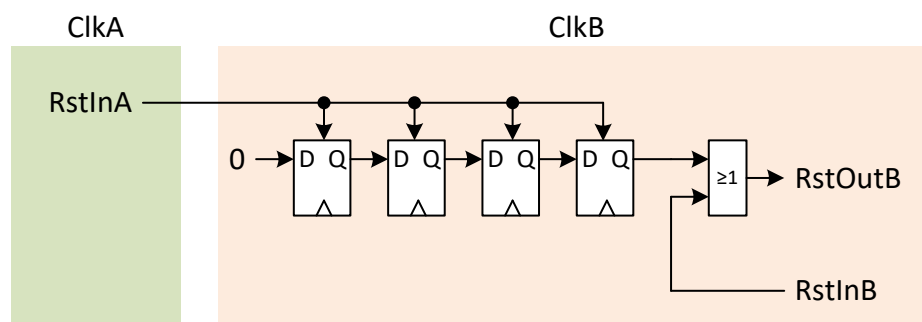 ClkA
ClkB
RstInA
0
D Q
D Q
D Q
D Q
≥1
RstOutB
RstInB